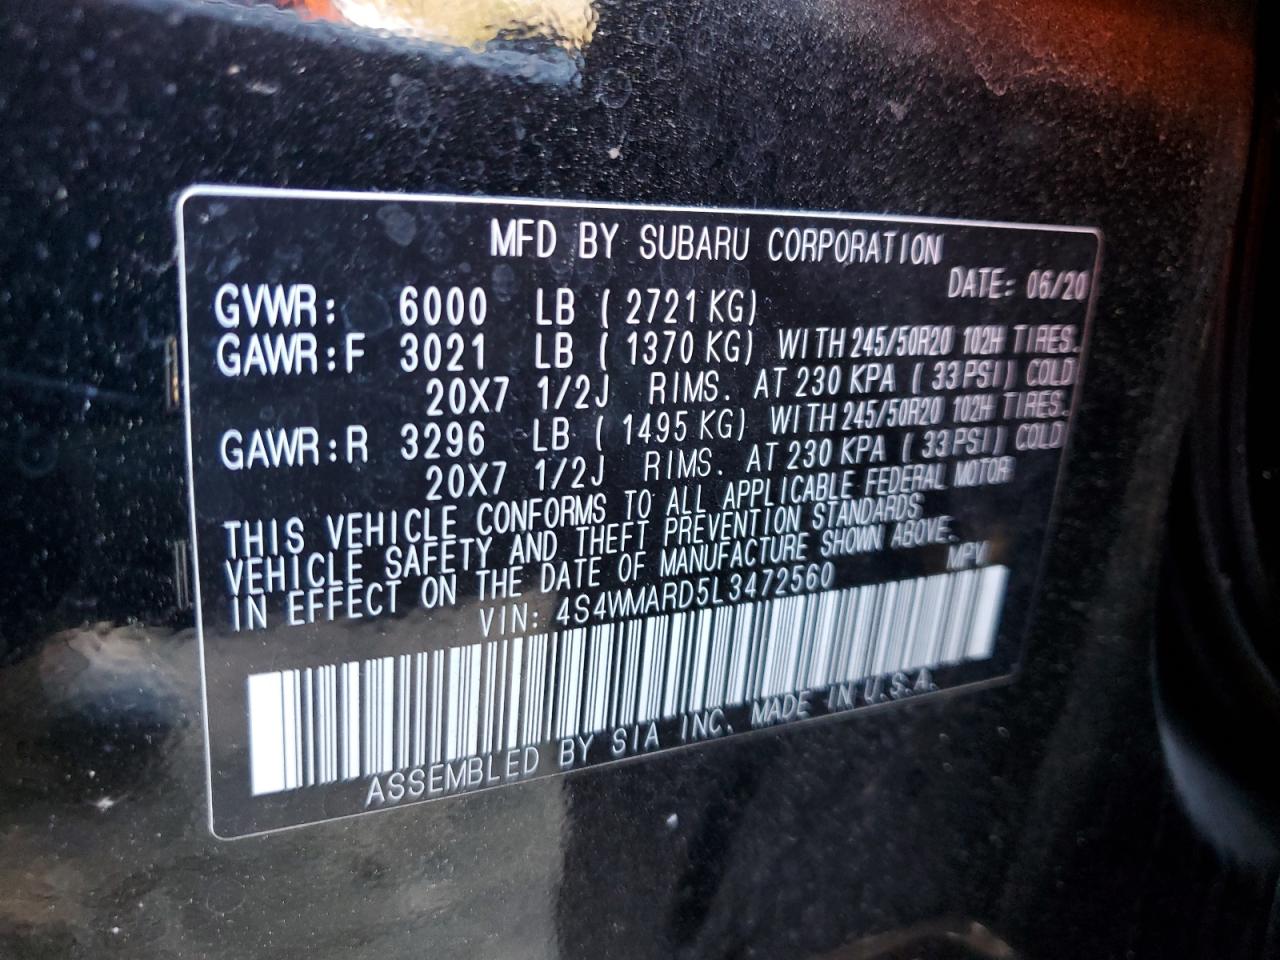 MFD BY SUBARU CORPORATION
DATE: 06/20
GVWR: 6000 LB ( 2721 KG)
GAWR:F 3021 LB ( 1370 KG) WITH 245/50R20 102H TIRES.
20X7 1/2J RIMS. AT 230 KPA ( 33PSI) COLD
GAWR:R 3296 LB ( 1495 KG) WITH 245/50R20 102H TIRES.
20X7 1/2J RIMS. AT 230 KPA ( 33PSI) COLD
THIS VEHICLE CONFORMS TO ALL APPLICABLE FEDERAL MOTOR
VEHICLE SAFETY AND THEFT PREVENTION STANDARDS
IN EFFECT ON THE DATE OF MANUFACTURE SHOWN ABOVE.
VIN: 4S4WMARD5L3472560 MPV
ASSEMBLED BY SIA INC. MADE IN U.S.A.